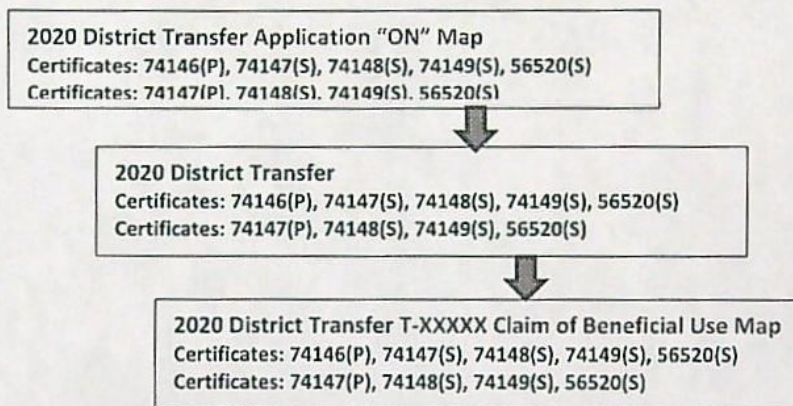 2020 District Transfer Application “ON” Map
Certificates: 74146(P), 74147(S), 74148(S), 74149(S), 56520(S)
Certificates: 74147(P), 74148(S), 74149(S), 56520(S)
2020 District Transfer
Certificates: 74146(P), 74147(S), 74148(S), 74149(S), 56520(S)
Certificates: 74147(P), 74148(S), 74149(S), 56520(S)
2020 District Transfer T-XXXXX Claim of Beneficial Use Map
Certificates: 74146(P), 74147(S), 74148(S), 74149(S), 56520(S)
Certificates: 74147(P), 74148(S), 74149(S), 56520(S)